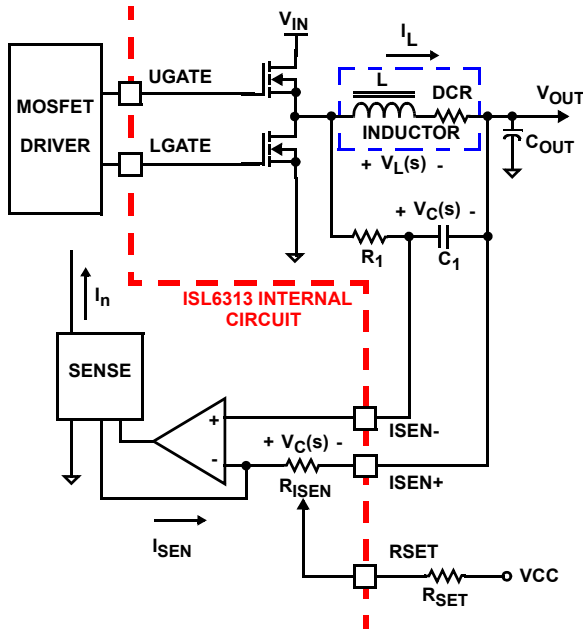 V_IN
I_L
UGATE
L
DCR
V_OUT
MOSFET
DRIVER
INDUCTOR
C_OUT
LGATE
+ V_L(s) -
+ V_C(s) -
R_1
C_1
I_n
ISL6313 INTERNAL
CIRCUIT
SENSE
+
ISEN-
+ V_C(s) -
-
R_ISEN
ISEN+
I_SEN
RSET
VCC
R_SET